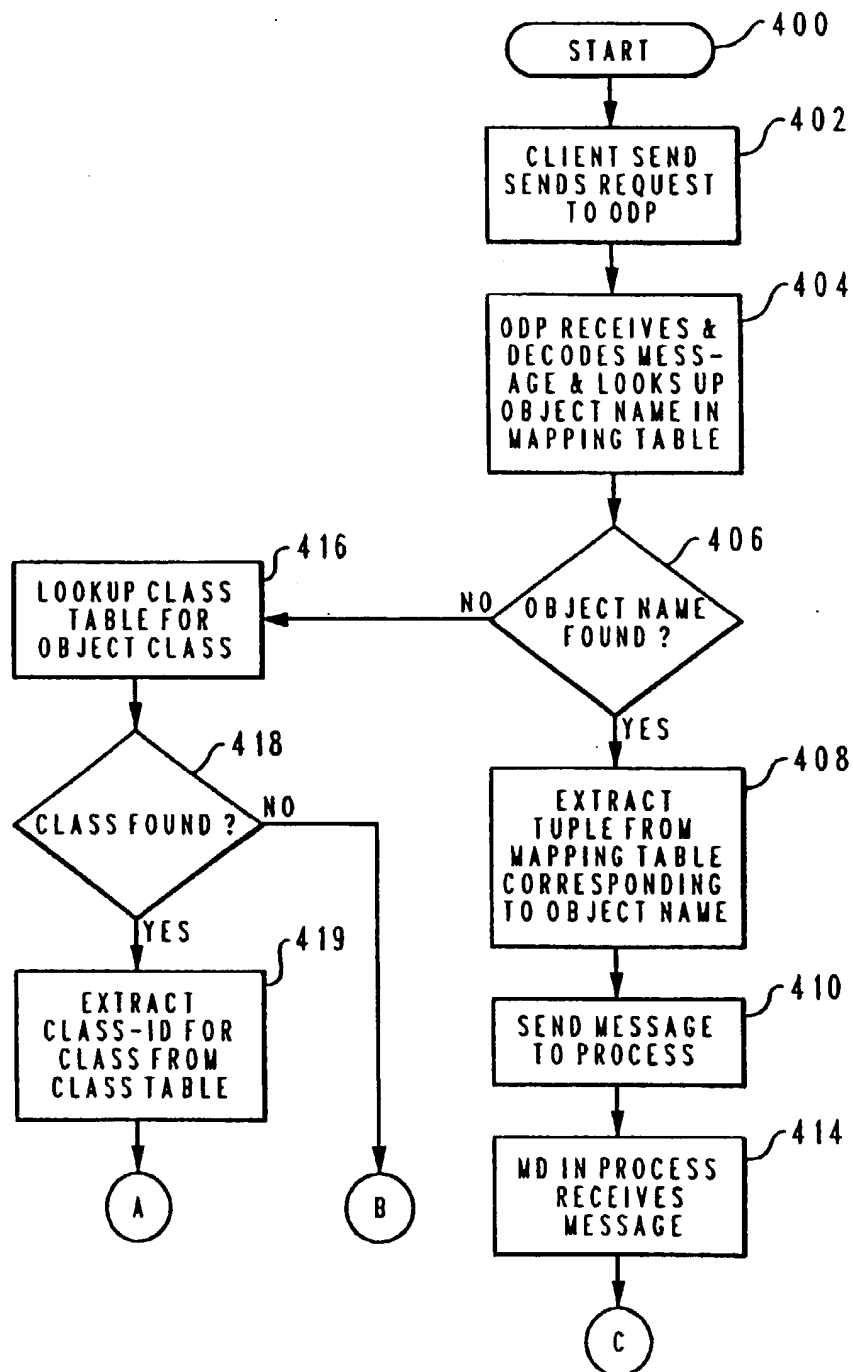 400
START
402
CLIENT SEND
SENDS REQUEST
TO ODP
404
ODP RECEIVES &
DECODES MESS-
AGE & LOOKS UP
OBJECT NAME IN
MAPPING TABLE
406
OBJECT NAME
FOUND ?
NO
YES
416
LOOKUP CLASS
TABLE FOR
OBJECT CLASS
418
CLASS FOUND ?
NO
YES
419
EXTRACT
CLASS-ID FOR
CLASS FROM
CLASS TABLE
A
B
408
EXTRACT
TUPLE FROM
MAPPING TABLE
CORRESPONDING
TO OBJECT NAME
410
SEND MESSAGE
TO PROCESS
414
MD IN PROCESS
RECEIVES
MESSAGE
C